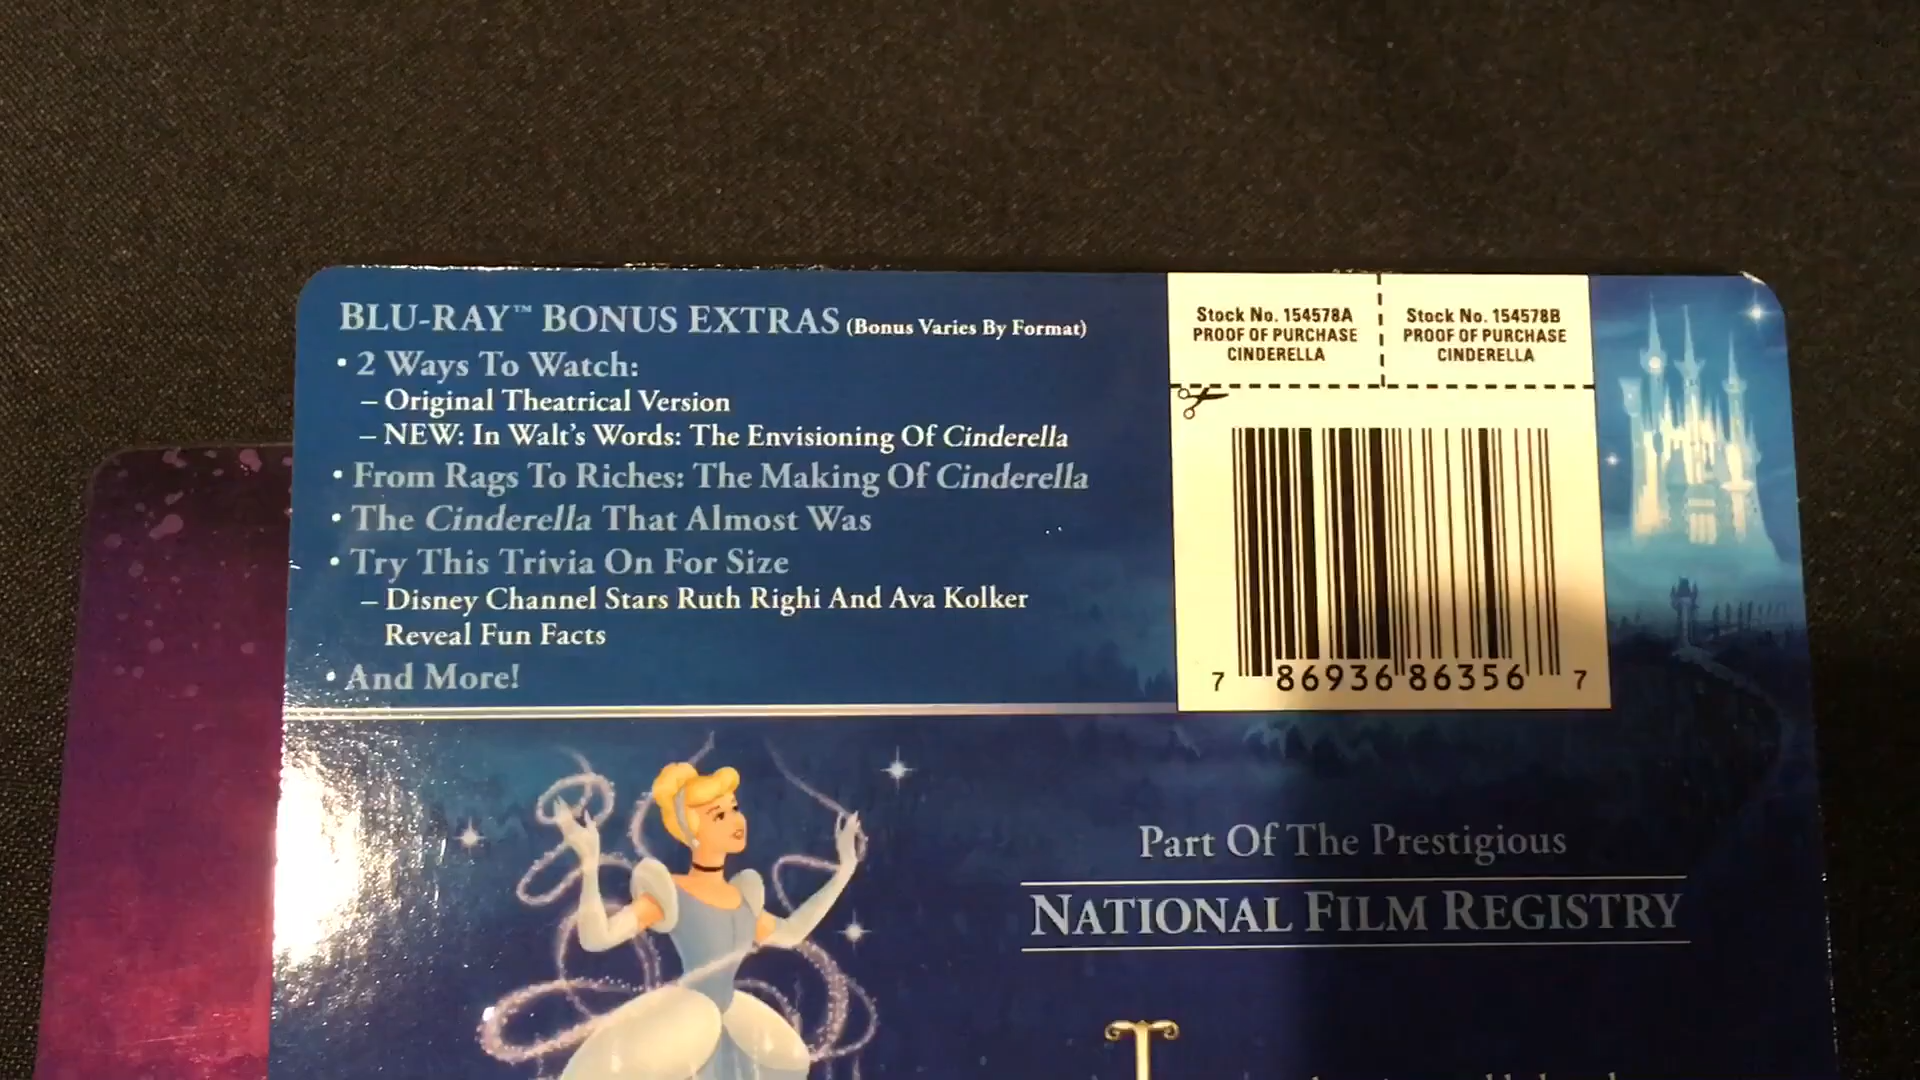 BLU-RAY™ BONUS EXTRAS (Bonus Varies By Format)
• 2 Ways To Watch:
– Original Theatrical Version
– NEW: In Walt's Words: The Envisioning Of Cinderella
• From Rags To Riches: The Making Of Cinderella
• The Cinderella That Almost Was
• Try This Trivia On For Size
– Disney Channel Stars Ruth Righi And Ava Kolker
Reveal Fun Facts
• And More!
Stock No. 154578A
PROOF OF PURCHASE
CINDERELLA
Stock No. 154578B
PROOF OF PURCHASE
CINDERELLA
7 86936 86356 7
Part Of The Prestigious
NATIONAL FILM REGISTRY